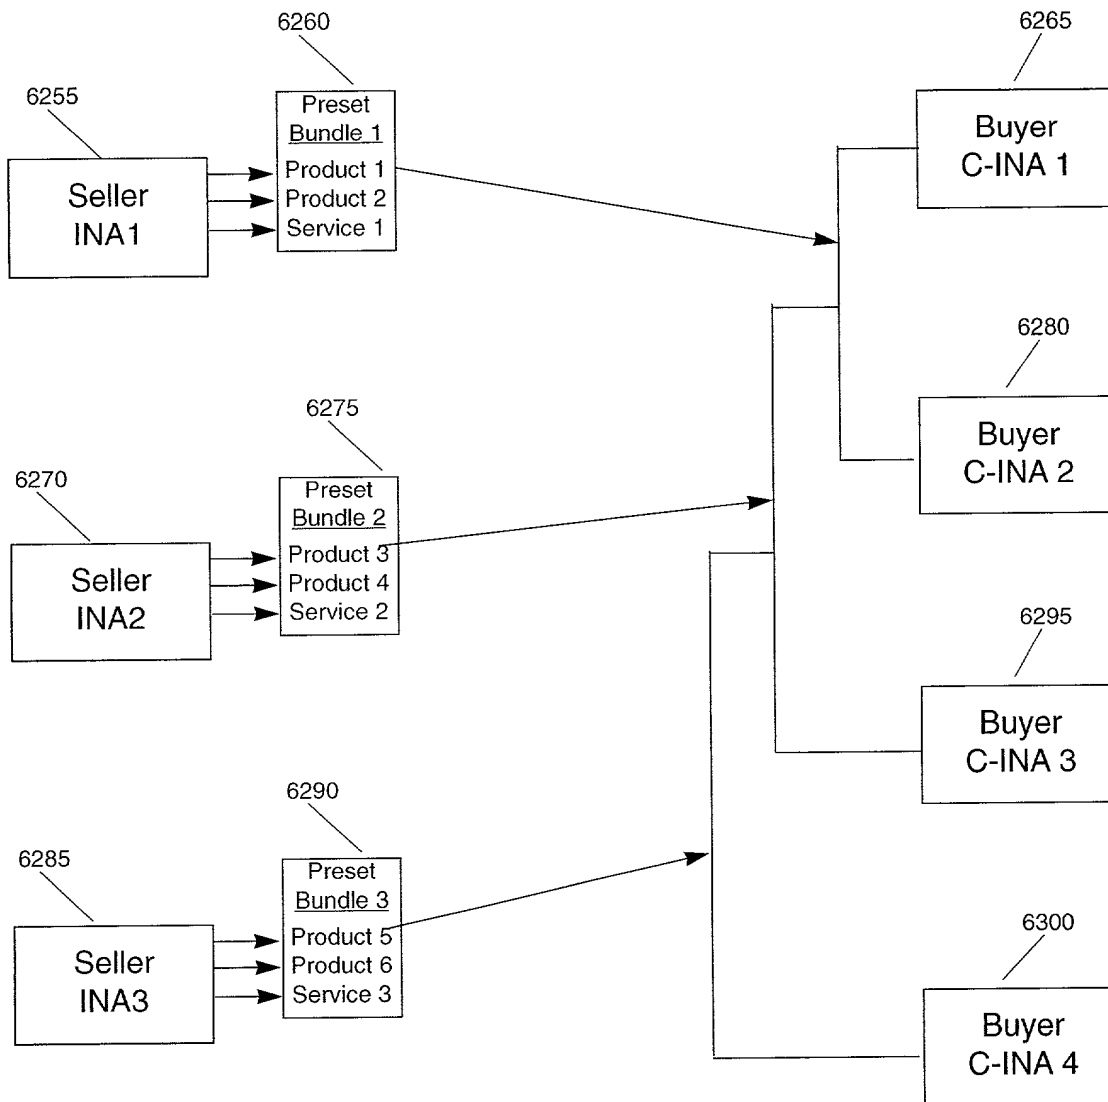 6260
6265
6255
Preset
Bundle 1
Product 1
Product 2
Service 1
Seller
INA1
Buyer
C-INA 1
6280
6275
Buyer
C-INA 2
6270
Preset
Bundle 2
Product 3
Product 4
Service 2
Seller
INA2
6295
Buyer
C-INA 3
6290
6285
Preset
Bundle 3
Product 5
Product 6
Service 3
Seller
INA3
6300
Buyer
C-INA 4